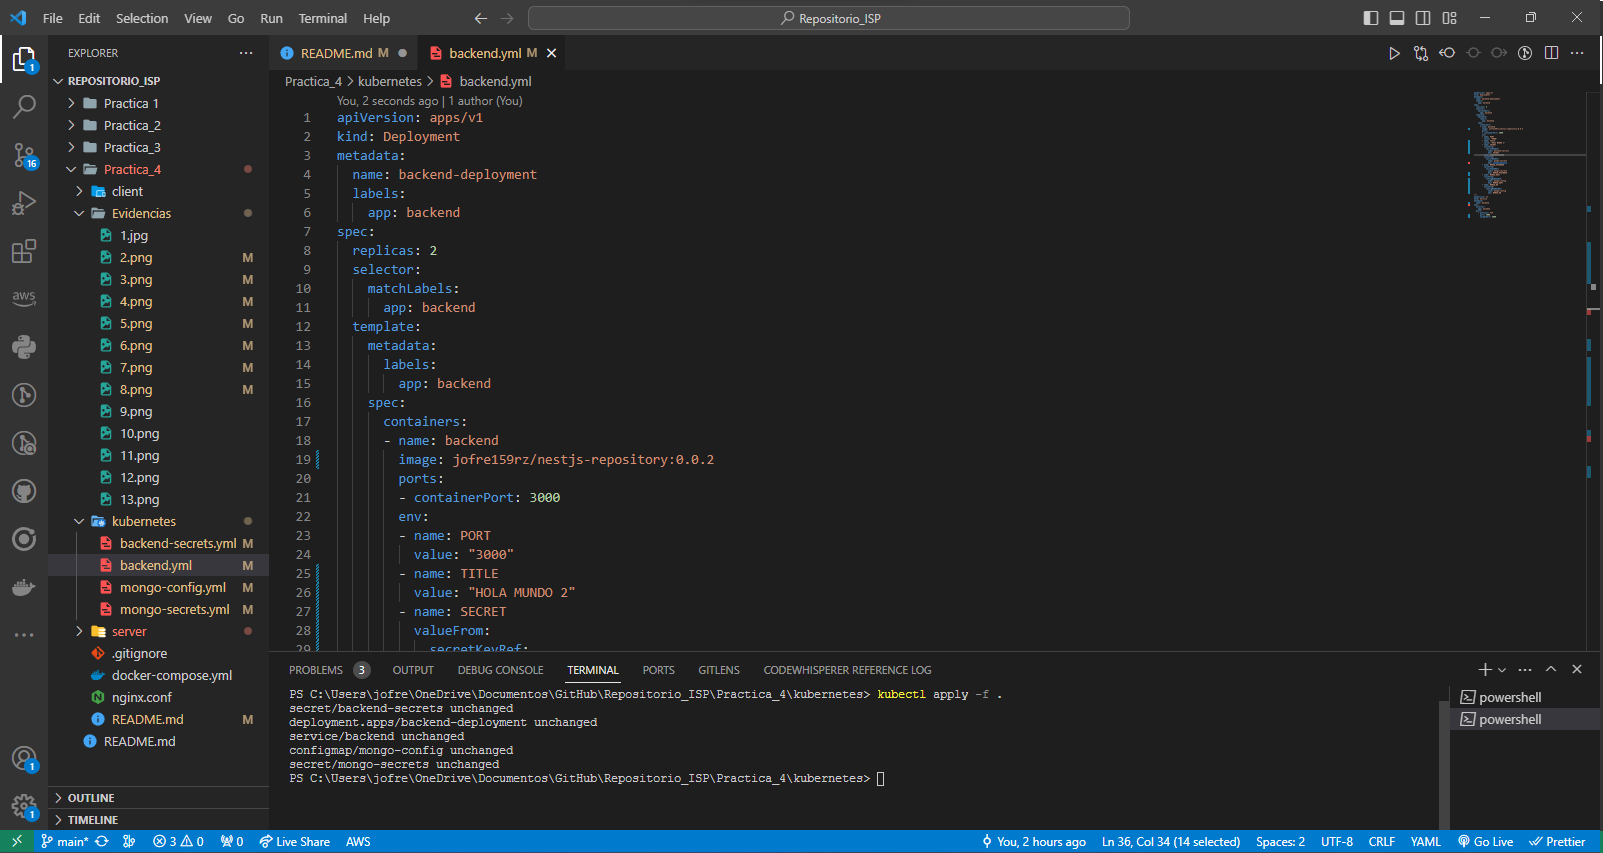 File Edit Selection View Go Run Terminal Help
Repositorio_ISP
EXPLORER
REPOSITORIO_ISP
Practica 1
Practica_2
Practica_3
Practica_4
client
Evidencias
1.jpg
2.png M
3.png M
4.png M
5.png M
6.png M
7.png M
8.png M
9.png
10.png
11.png
12.png
13.png
kubernetes
backend-secrets.yml M
backend.yml M
mongo-config.yml M
mongo-secrets.yml M
server
.gitignore
docker-compose.yml
nginx.conf
README.md M
README.md
OUTLINE
TIMELINE
1
16
aws
1
1
README.md M
backend.yml M
Practica_4 > kubernetes > backend.yml
You, 2 seconds ago | 1 author (You)
1 apiVersion: apps/v1
2 kind: Deployment
3 metadata:
4 name: backend-deployment
5 labels:
6 app: backend
7 spec:
8 replicas: 2
9 selector:
10 matchLabels:
11 app: backend
12 template:
13 metadata:
14 labels:
15 app: backend
16 spec:
17 containers:
18 - name: backend
19 image: jofre159rz/nestjs-repository:0.0.2
20 ports:
21 - containerPort: 3000
22 env:
23 - name: PORT
24 value: "3000"
25 - name: TITLE
26 value: "HOLA MUNDO 2"
27 - name: SECRET
28 valueFrom:
29 secretKeyRef:
PROBLEMS 3 OUTPUT DEBUG CONSOLE TERMINAL PORTS GITLENS CODEWHISPERER REFERENCE LOG
PS C:\Users\jofre\OneDrive\Documentos\GitHub\Repositorio_ISP\Practica_4\kubernetes> kubectl apply -f .
secret/backend-secrets unchanged
deployment.apps/backend-deployment unchanged
service/backend unchanged
configmap/mongo-config unchanged
secret/mongo-secrets unchanged
PS C:\Users\jofre\OneDrive\Documentos\GitHub\Repositorio_ISP\Practica_4\kubernetes>
powershell
powershell
main* 3 0 0 Live Share AWS You, 2 hours ago Ln 36, Col 34 (14 selected) Spaces: 2 UTF-8 CRLF YAML Go Live Prettier